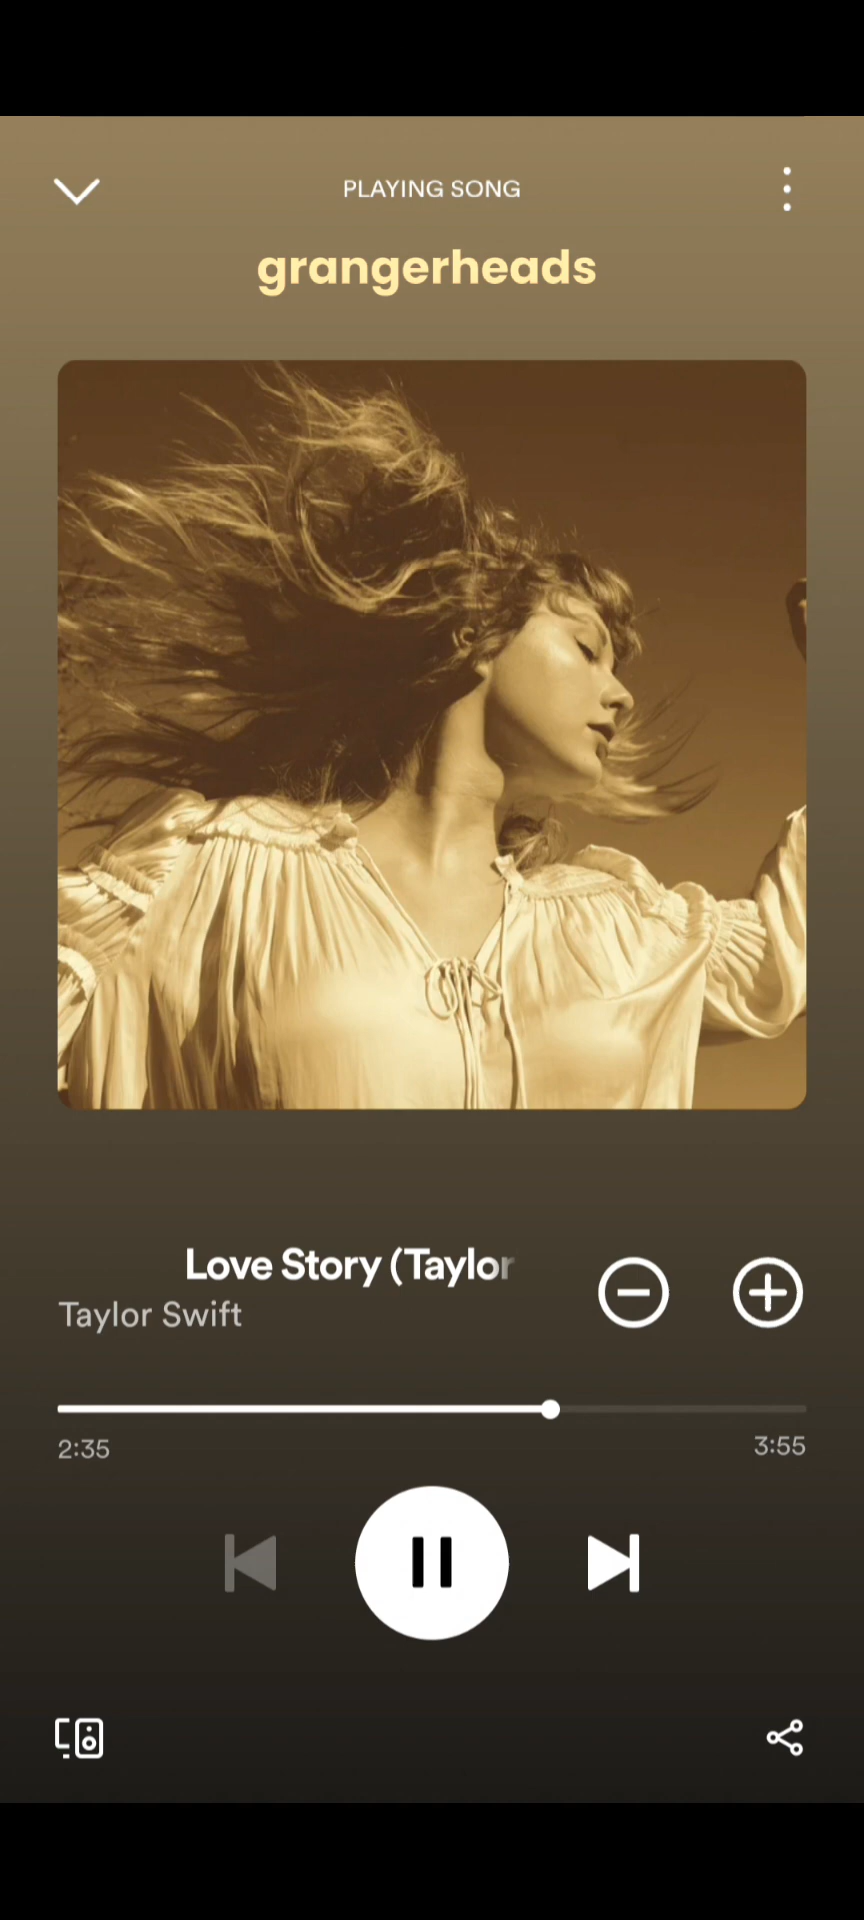 PLAYING SONG
grangerheads
Love Story (Taylor
Taylor Swift
2:35
3:55